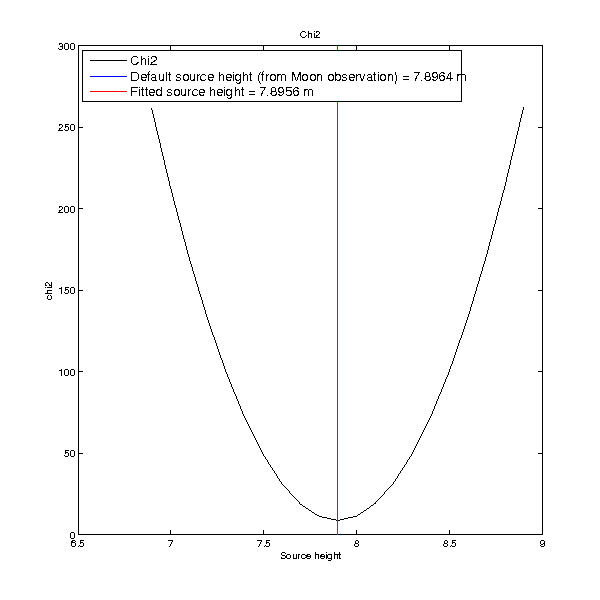 Chi2
300
Chi2
Default source height (from Moon observation) = 7.8964 m
Fitted source height = 7.8956 m
250
200
150
chi2
100
50
0
6.5 7 7.5 8 8.5 9
Source height